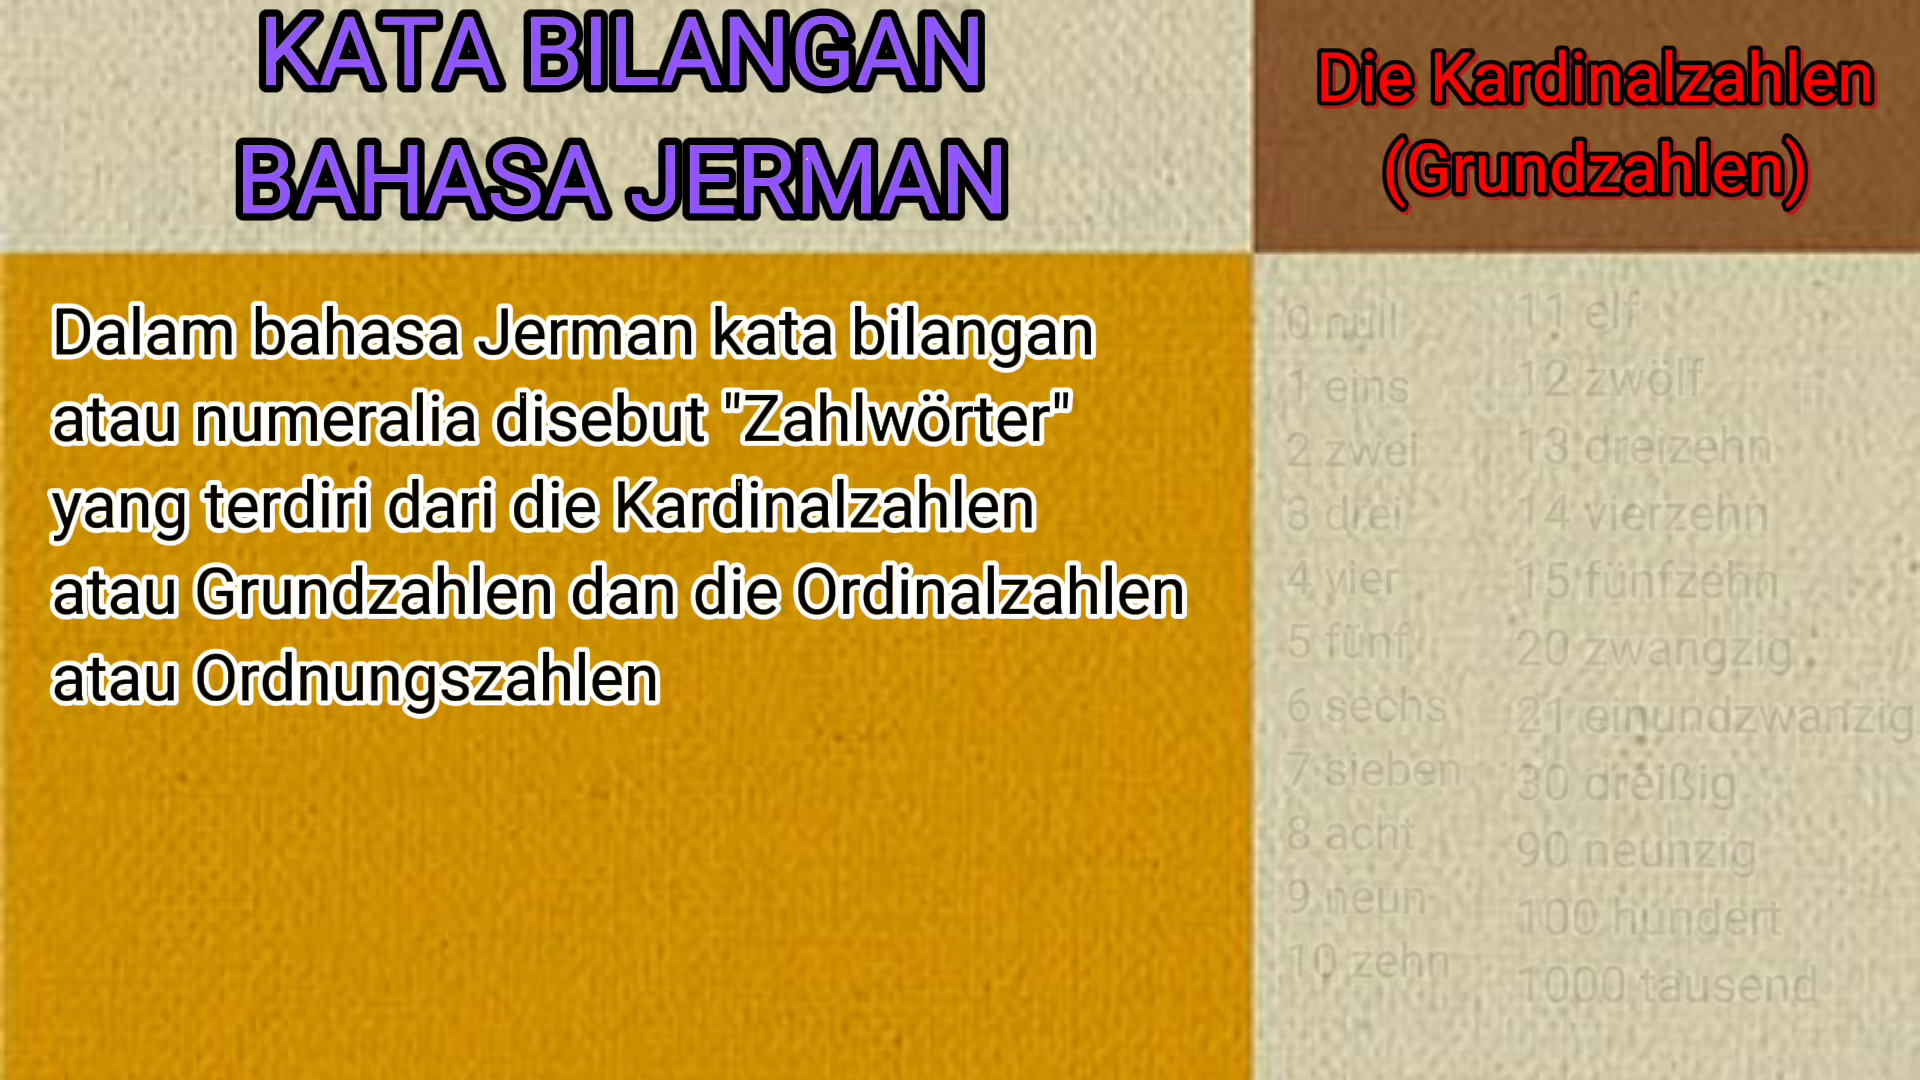 KATA BILANGAN
BAHASA JERMAN
Dalam bahasa Jerman kata bilangan
atau numeralia disebut "Zahlwörter"
yang terdiri dari die Kardinalzahlen
atau Grundzahlen dan die Ordinalzahlen
atau Ordnungszahlen
Die Kardinalzahlen
(Grundzahlen)
0 null
1 eins
2 zwei
3 drei
4 vier
5 fünf
6 sechs
7 sieben
8 acht
9 neun
10 zehn
11 elf
12 zwölf
13 dreizehn
14 vierzehn
15 fünfzehn
20 zwangzig
21 einundzwanzig
30 dreißig
90 neunzig
100 hundert
1000 tausend